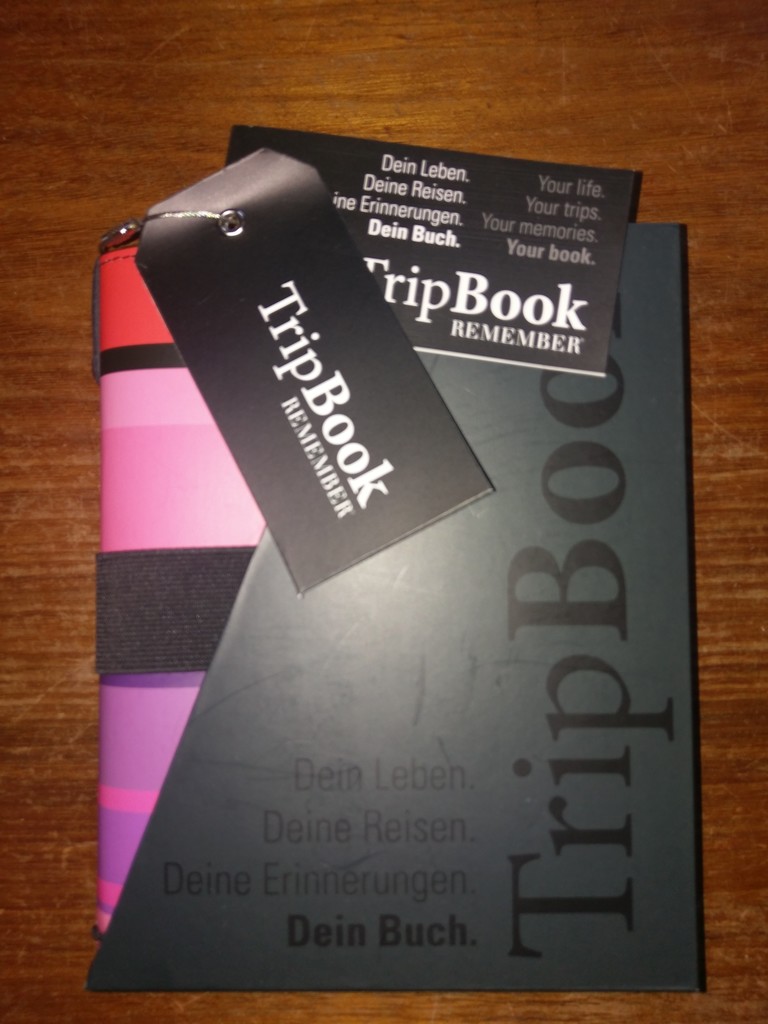 Dein Leben.
Deine Reisen.
ine Erinnerungen.
Dein Buch.
Your life.
Your trips.
Your memories.
Your book.
TripBook
REMEMBER
TripBook
REMEMBER
TripBook
Dein Leben.
Deine Reisen.
Deine Erinnerungen.
Dein Buch.